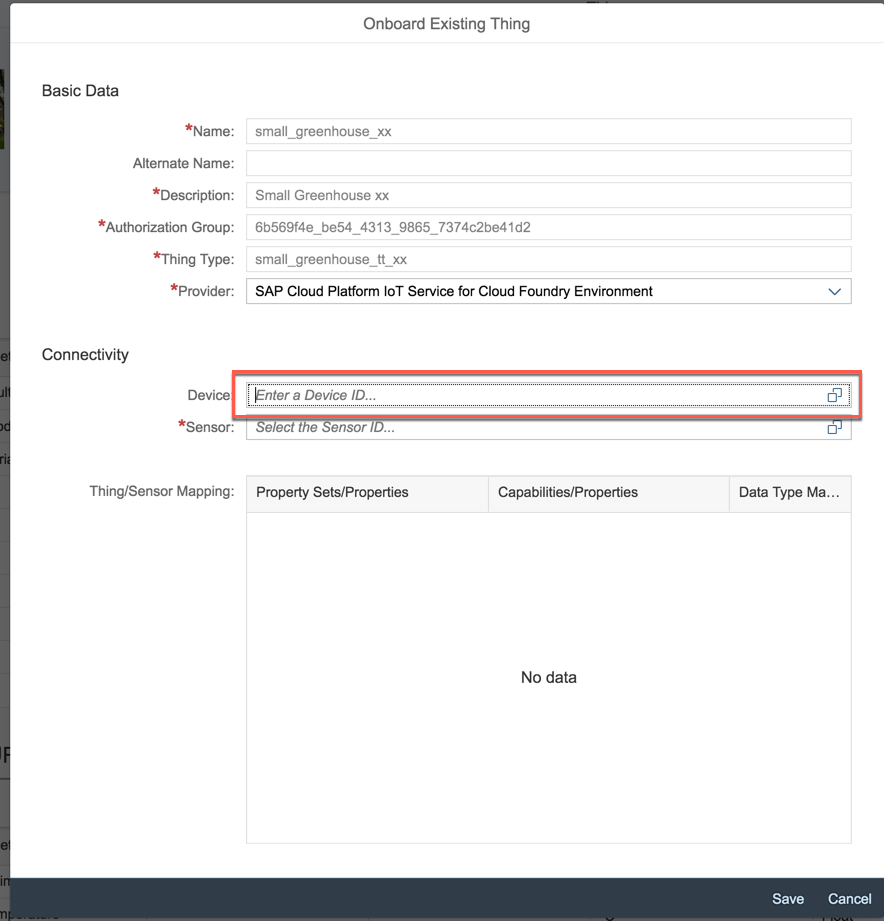 Onboard Existing Thing
Basic Data
*Name: small_greenhouse_xx
Alternate Name:
*Description: Small Greenhouse xx
*Authorization Group: 6b569f4e_be54_4313_9865_7374c2be41d2
*Thing Type: small_greenhouse_tt_xx
*Provider: SAP Cloud Platform IoT Service for Cloud Foundry Environment
Connectivity
Device: Enter a Device ID...
*Sensor: Select the Sensor ID...
Thing/Sensor Mapping: Property Sets/Properties Capabilities/Properties Data Type Ma...
No data
Save Cancel